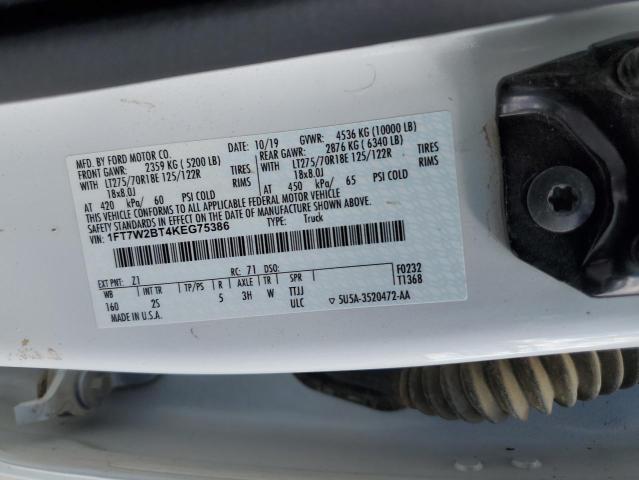 MFD. BY FORD MOTOR CO.
DATE: 10/19 GVWR: 4536 KG (10000 LB)
FRONT GAWR: 2359 KG (5200 LB) REAR GAWR: 2876 KG (6340 LB)
WITH LT275/70R18E 125/122R TIRES WITH LT275/70R18E 125/122R TIRES
18x8.0J RIMS 18x8.0J RIMS
AT 420 kPa/ 60 PSI COLD AT 450 kPa/ 65 PSI COLD
THIS VEHICLE CONFORMS TO ALL APPLICABLE FEDERAL MOTOR VEHICLE
SAFETY STANDARDS IN EFFECT ON THE DATE OF MANUFACTURE SHOWN ABOVE.
VIN: 1FT7W2BT4KEG75386 TYPE: Truck
EXT PNT: Z1 RC: 71 DSO: F0232
WB INT TR TP/PS R AXLE TR SPR T1368
160 2S 5 3H W TTJJ
MADE IN U.S.A. ULC ▽ 5U5A-3520472-AA